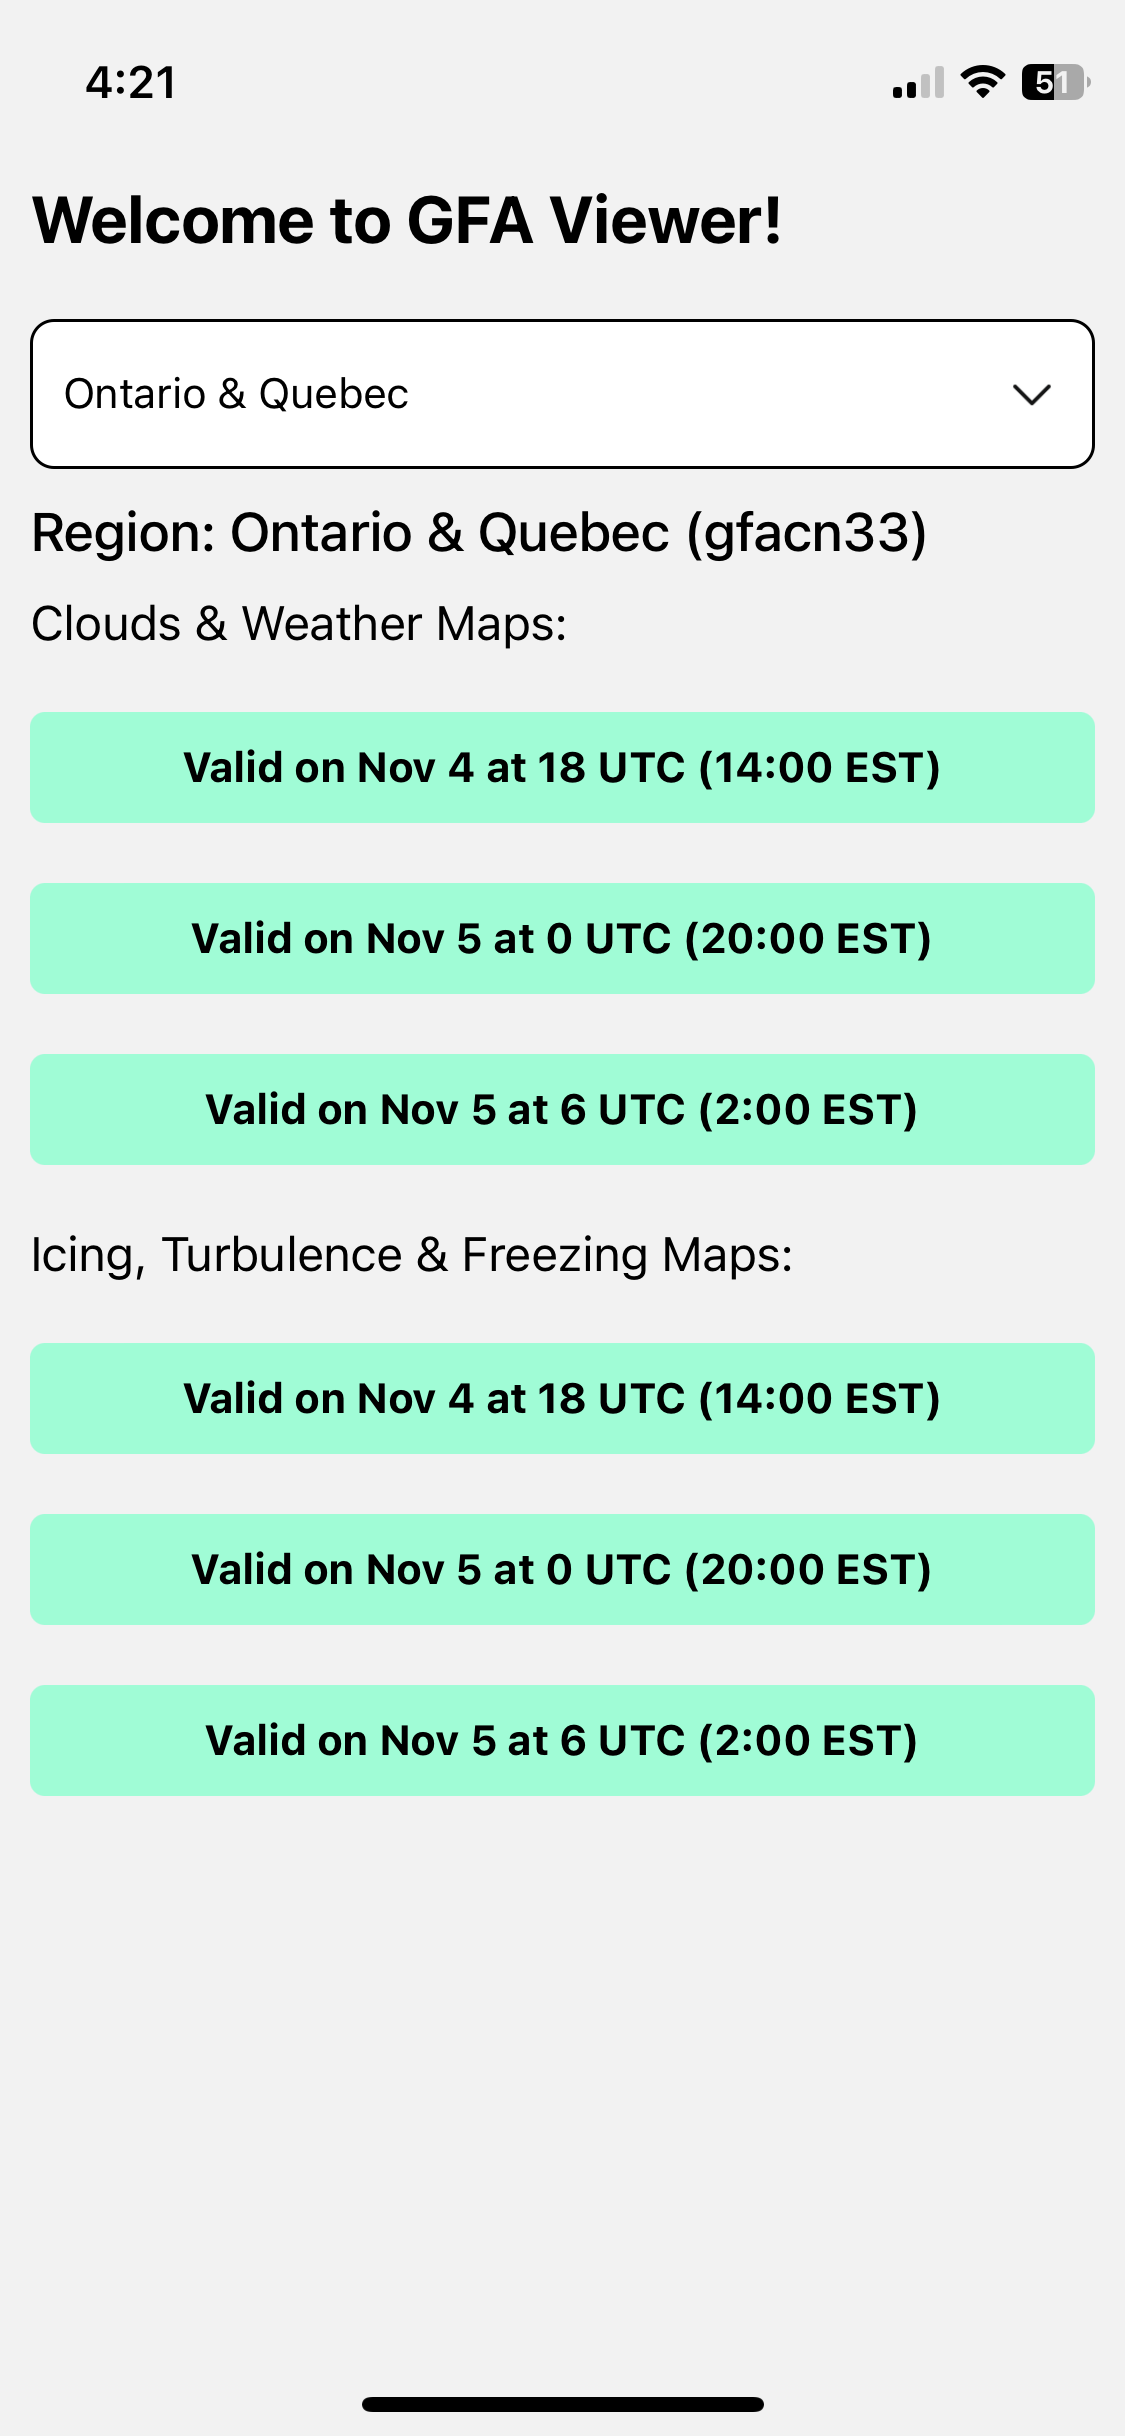 4:21
51
Welcome to GFA Viewer!
Ontario & Quebec
Region: Ontario & Quebec (gfacn33)
Clouds & Weather Maps:
Valid on Nov 4 at 18 UTC (14:00 EST)
Valid on Nov 5 at 0 UTC (20:00 EST)
Valid on Nov 5 at 6 UTC (2:00 EST)
Icing, Turbulence & Freezing Maps:
Valid on Nov 4 at 18 UTC (14:00 EST)
Valid on Nov 5 at 0 UTC (20:00 EST)
Valid on Nov 5 at 6 UTC (2:00 EST)